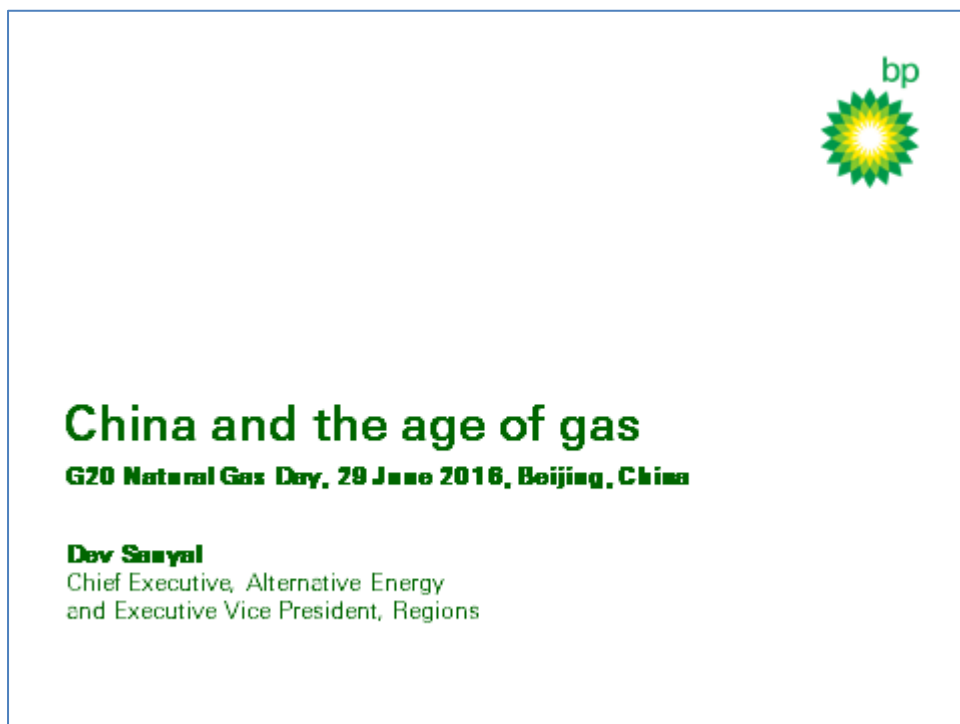 bp
China and the age of gas
G20 Natural Gas Day, 29 June 2016, Beijing, China
Dev Sanyal
Chief Executive, Alternative Energy
and Executive Vice President, Regions